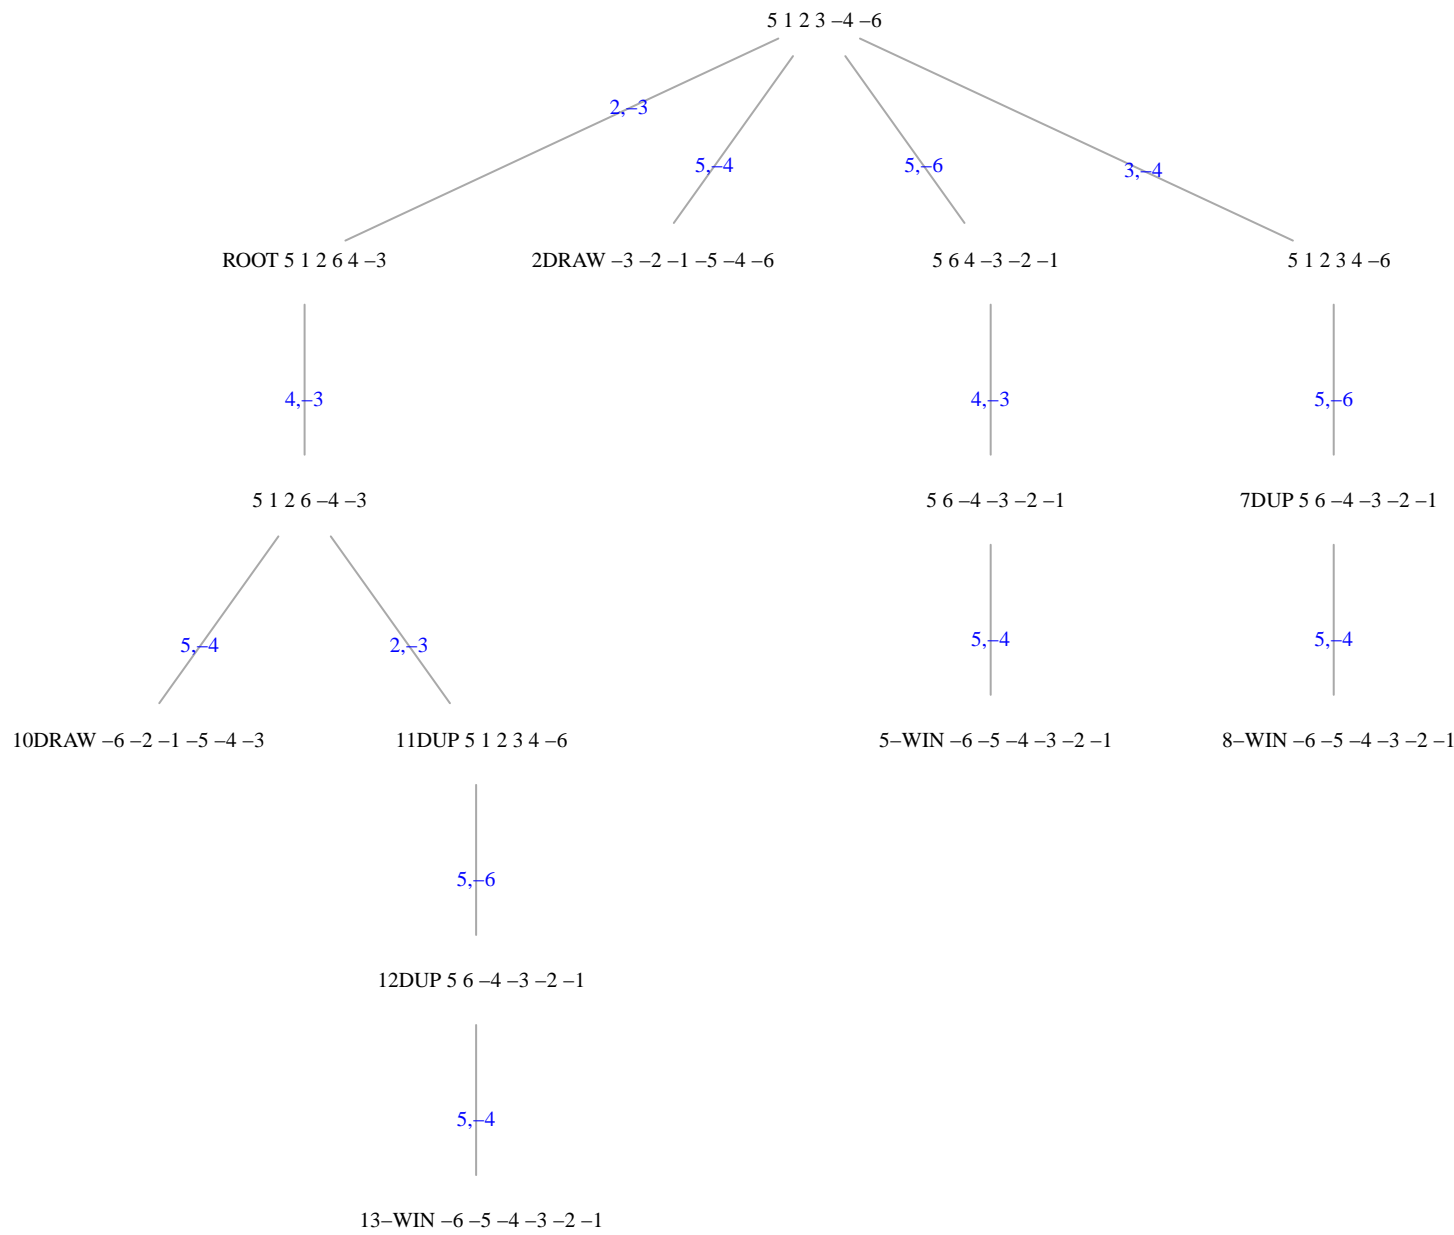 5 1 2 3 –4 –6
2,–3
5,–4
5,–6
3,–4
ROOT 5 1 2 6 4 –3
2DRAW –3 –2 –1 –5 –4 –6
5 6 4 –3 –2 –1
5 1 2 3 4 –6
4,–3
4,–3
5,–6
5 1 2 6 –4 –3
5 6 –4 –3 –2 –1
7DUP 5 6 –4 –3 –2 –1
5,–4
2,–3
5,–4
5,–4
10DRAW –6 –2 –1 –5 –4 –3
11DUP 5 1 2 3 4 –6
5–WIN –6 –5 –4 –3 –2 –1
8–WIN –6 –5 –4 –3 –2 –1
5,–6
12DUP 5 6 –4 –3 –2 –1
5,–4
13–WIN –6 –5 –4 –3 –2 –1